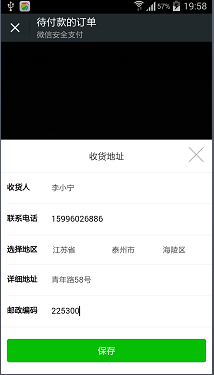 57% 19:58
待付款的订单
微信安全支付
收货地址
收货人 李小宁
联系电话 15996026886
选择地区 江苏省 泰州市 海陵区
详细地址 青年路58号
邮政编码 225300
保存